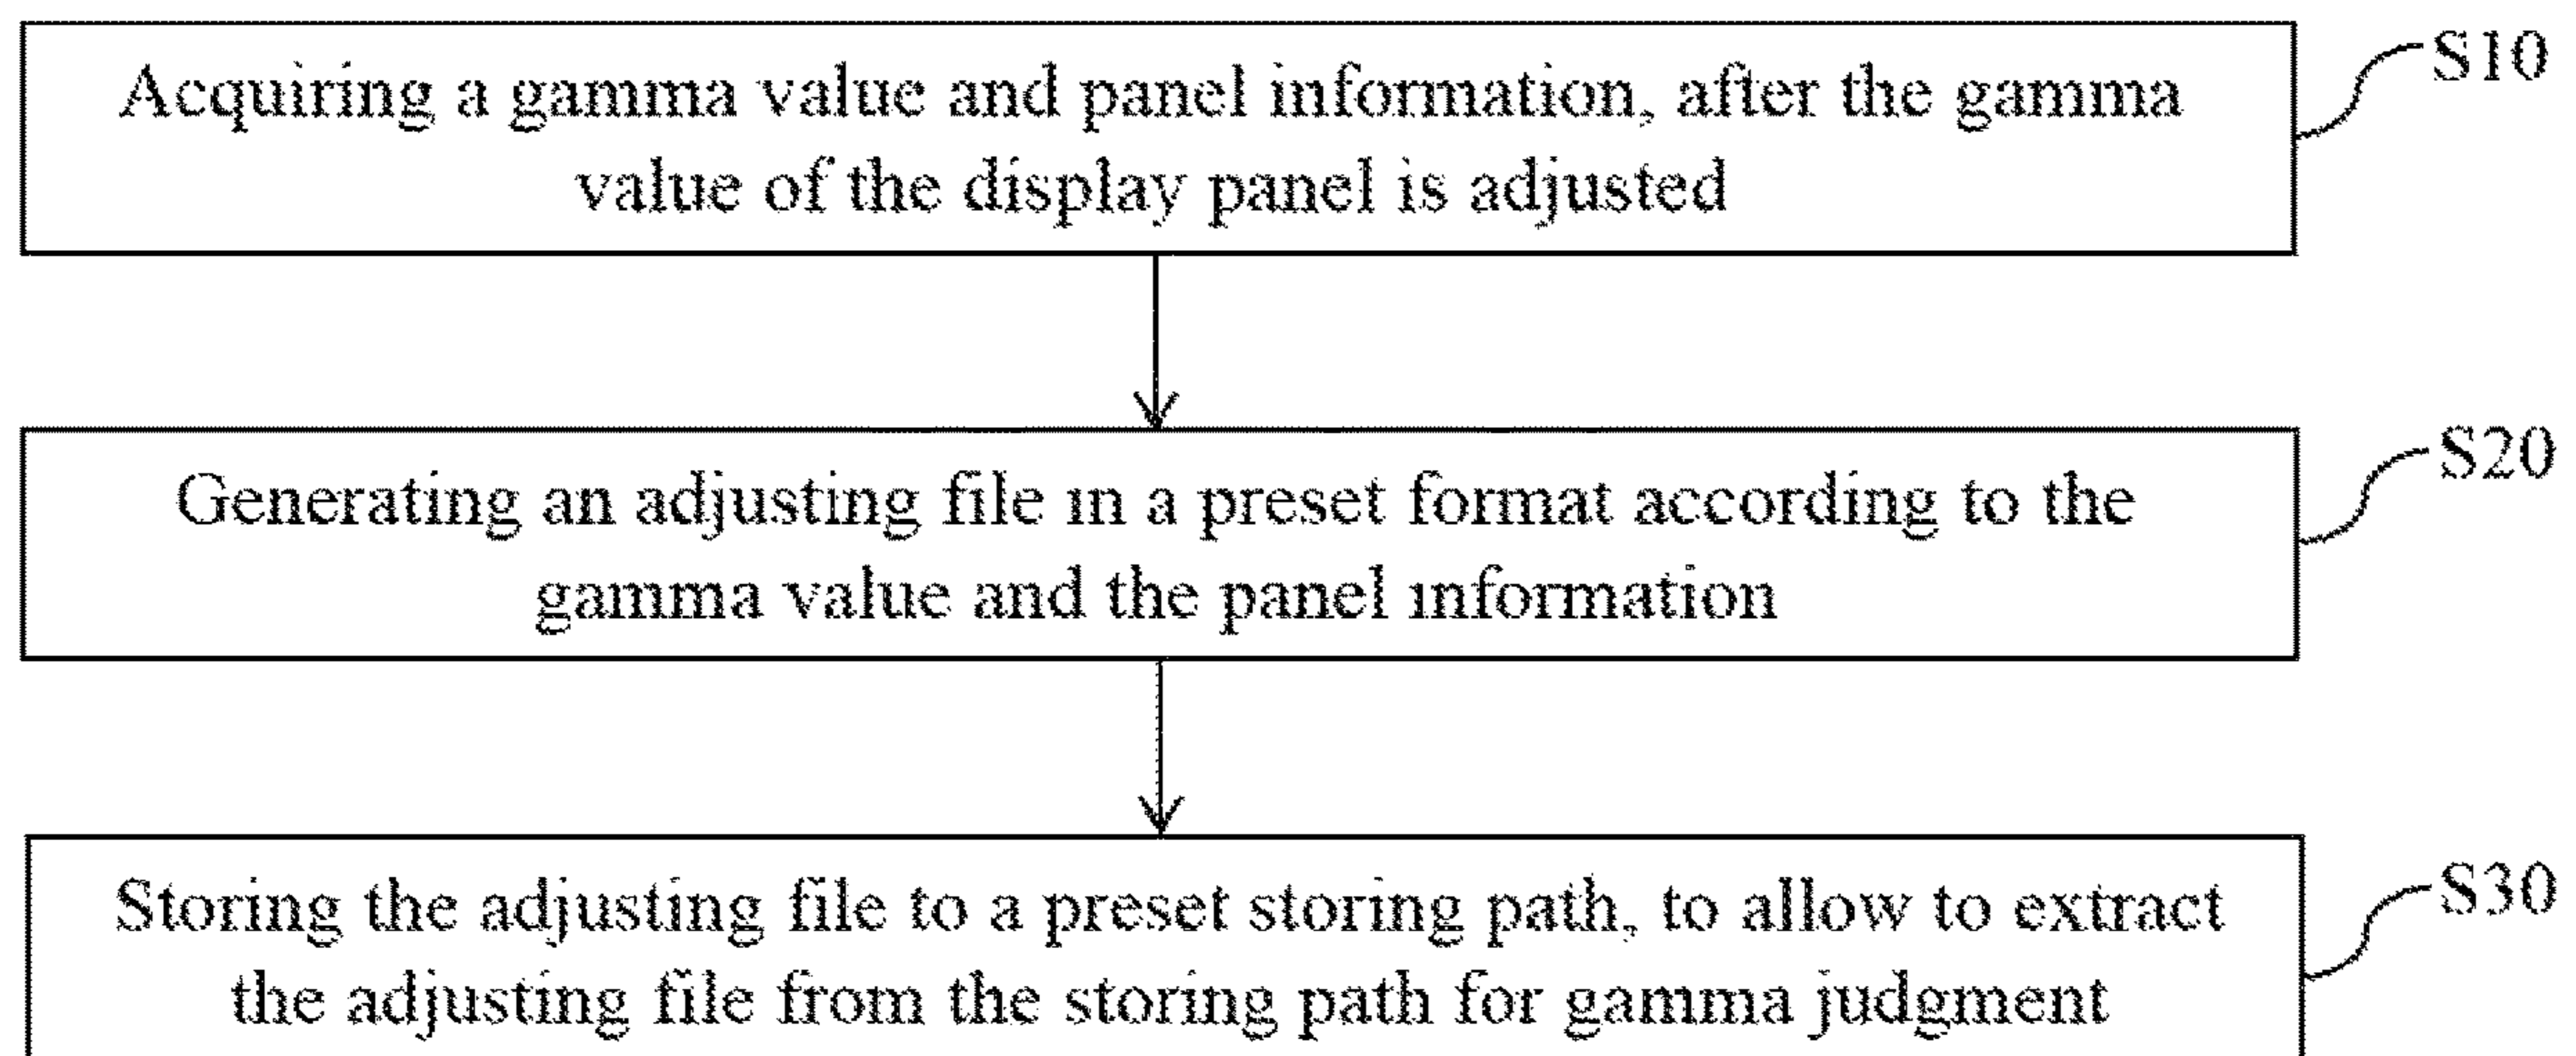 Acquiring a gamma value and panel information, after the gamma
value of the display panel is adjusted
S10
Generating an adjusting file in a preset format according to the
gamma value and the panel information
S20
Storing the adjusting file to a preset storing path, to allow to extract
the adjusting file from the storing path for gamma judgment
S30